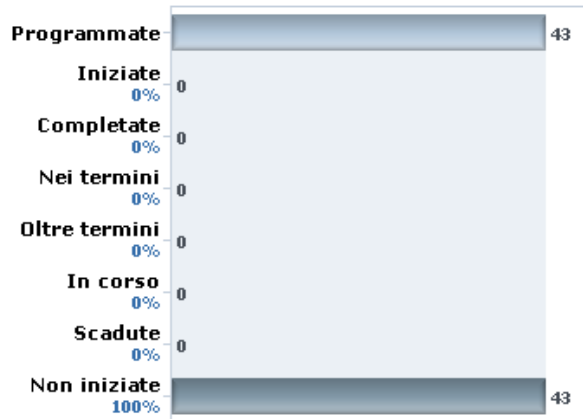 Programmate 43
Iniziate 0
0%
Completate 0
0%
Nei termini 0
0%
Oltre termini 0
0%
In corso 0
0%
Scadute 0
0%
Non iniziate 43
100%